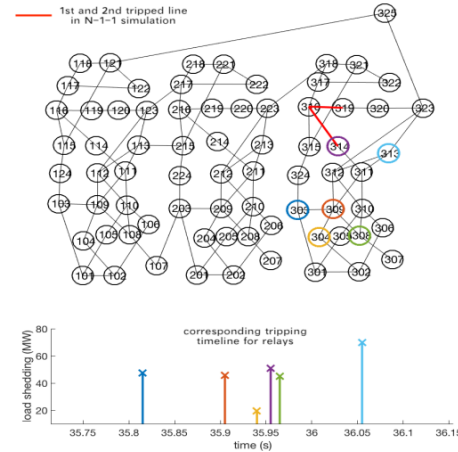 1st and 2nd tripped line
in N-1-1 simulation
325
118 121 218 221 318 321
117 122 217 222 317 322
116 119 120 123 216 219 220 223 319 320 323
115 114 113 215 214 213 315 314 313
124 112 111 224 212 211 324 312 311
103 109 110 203 209 210 309 310
104 105 108 106 204 205 208 206 304 308 306
107 207 307
101 102 201 202 301 302
corresponding tripping
timeline for relays
load shedding (MW)
80
60
40
20
35.75 35.8 35.85 35.9 35.95 36 36.05 36.1 36.15
time (s)